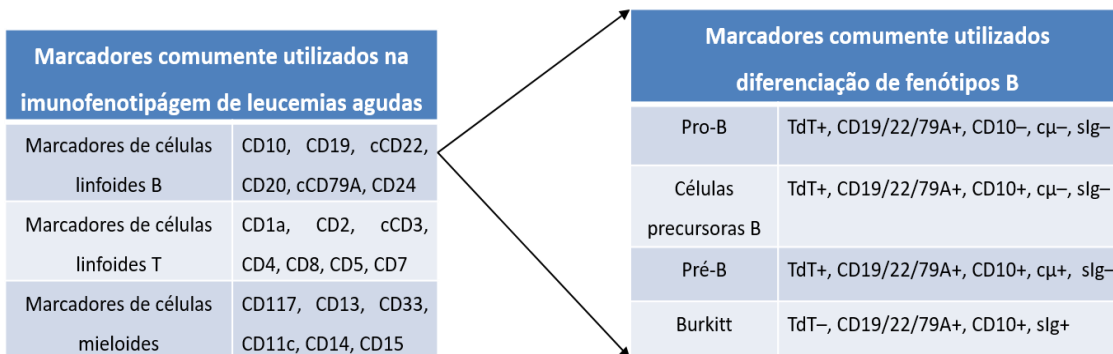 Marcadores comumente utilizados na
imunofenotipágem de leucemias agudas
Marcadores de células
linfoides B
CD10, CD19, cCD22,
CD20, cCD79A, CD24
Marcadores de células
linfoides T
CD1a, CD2, cCD3,
CD4, CD8, CD5, CD7
Marcadores de células
mieloides
CD117, CD13, CD33,
CD11c, CD14, CD15
Marcadores comumente utilizados
diferenciação de fenótipos B
Pro-B
TdT+, CD19/22/79A+, CD10–, cμ–, sIg–
Células
precursoras B
TdT+, CD19/22/79A+, CD10+, cμ–, sIg–
Pré-B
TdT+, CD19/22/79A+, CD10+, cμ+, sIg–
Burkitt
TdT–, CD19/22/79A+, CD10+, sIg+